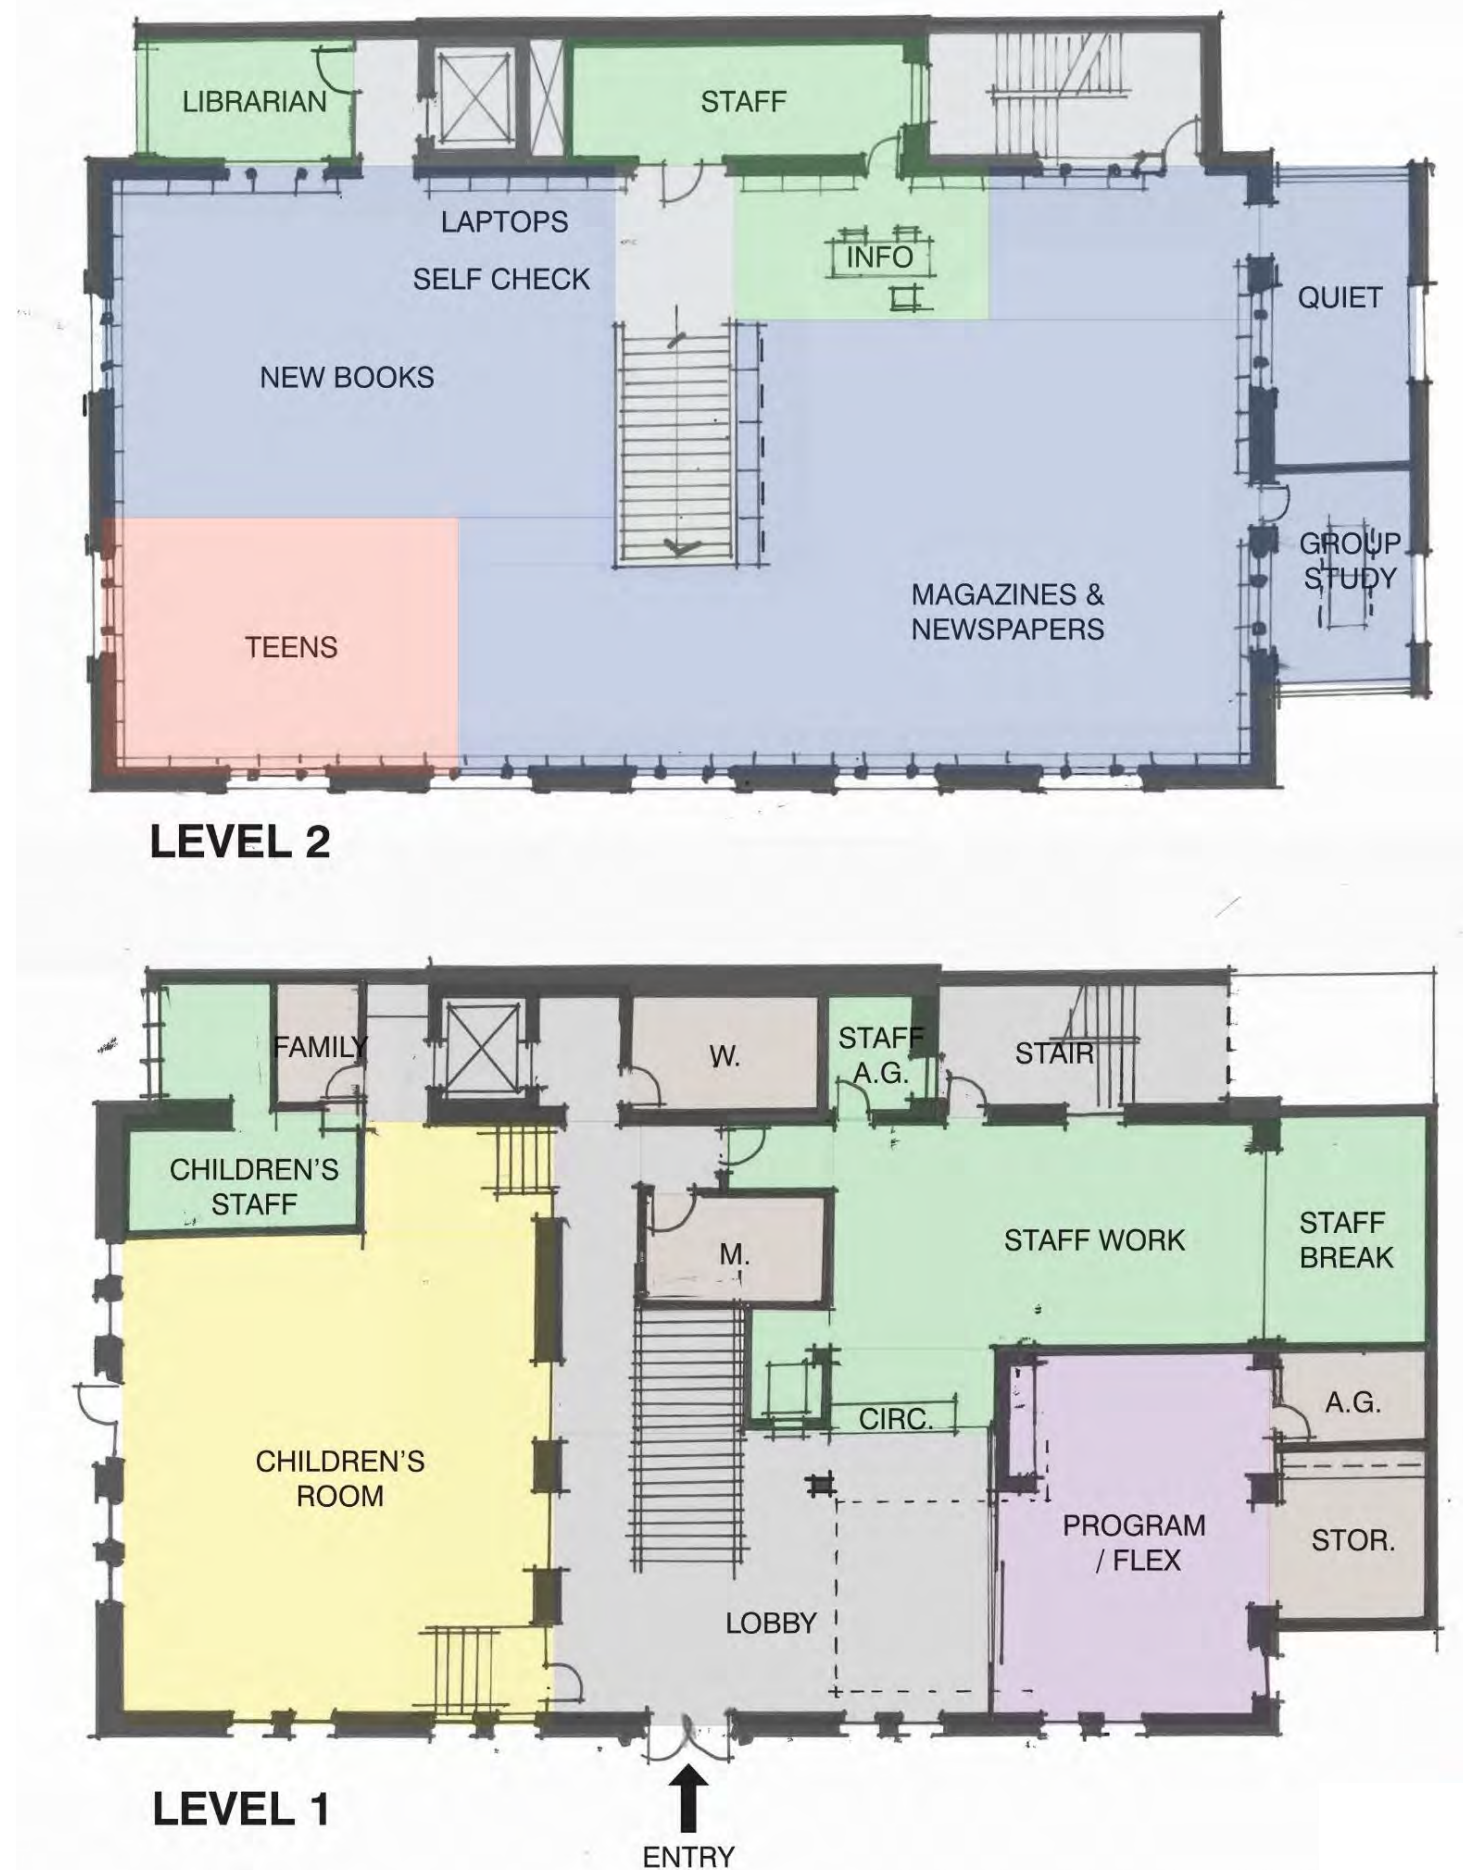 LIBRARIAN
STAFF
LAPTOPS
SELF CHECK
INFO
QUIET
NEW BOOKS
GROUP
STUDY
MAGAZINES &
NEWSPAPERS
TEENS
LEVEL 2
FAMILY
W.
STAFF
A.G.
STAIR
CHILDREN'S
STAFF
M.
STAFF WORK
STAFF
BREAK
CIRC.
A.G.
CHILDREN'S
ROOM
PROGRAM
/ FLEX
STOR.
LOBBY
LEVEL 1
ENTRY